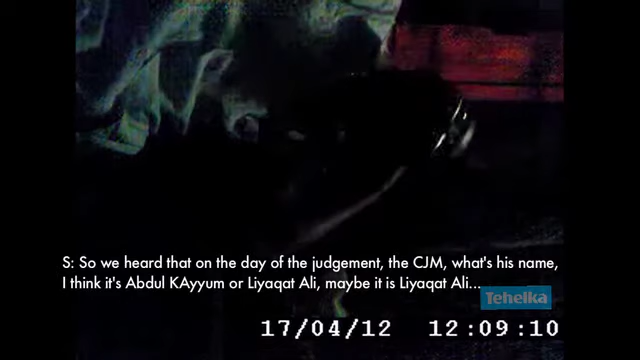 S: So we heard that on the day of the judgement, the CJM, what's his name,
I think it's Abdul KAyyum or Liyaqat Ali, maybe it is Liyaqat Ali...
Tehelka
17/04/12 12:09:10